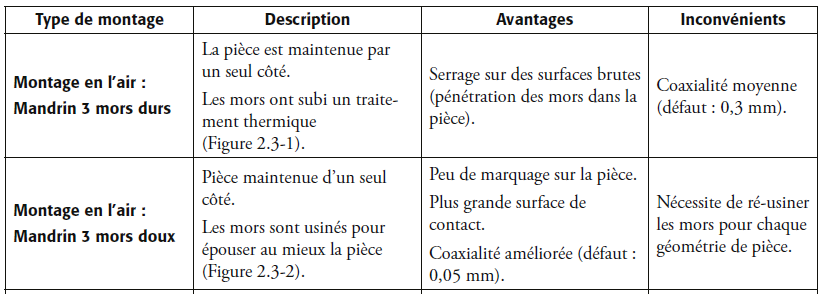 Type de montage
Description
Avantages
Inconvénients
Montage en l’air :
Mandrin 3 mors durs
La pièce est maintenue par
un seul côté.
Les mors ont subi un traite-
ment thermique
(Figure 2.3-1).
Serrage sur des surfaces brutes
(pénétration des mors dans la
pièce).
Coaxialité moyenne
(défaut : 0,3 mm).
Montage en l’air :
Mandrin 3 mors doux
Pièce maintenue d’un seul
côté.
Les mors sont usinés pour
épouser au mieux la pièce
(Figure 2.3-2).
Peu de marquage sur la pièce.
Plus grande surface de
contact.
Coaxialité améliorée (défaut :
0,05 mm).
Nécessite de ré-usiner
les mors pour chaque
géométrie de pièce.